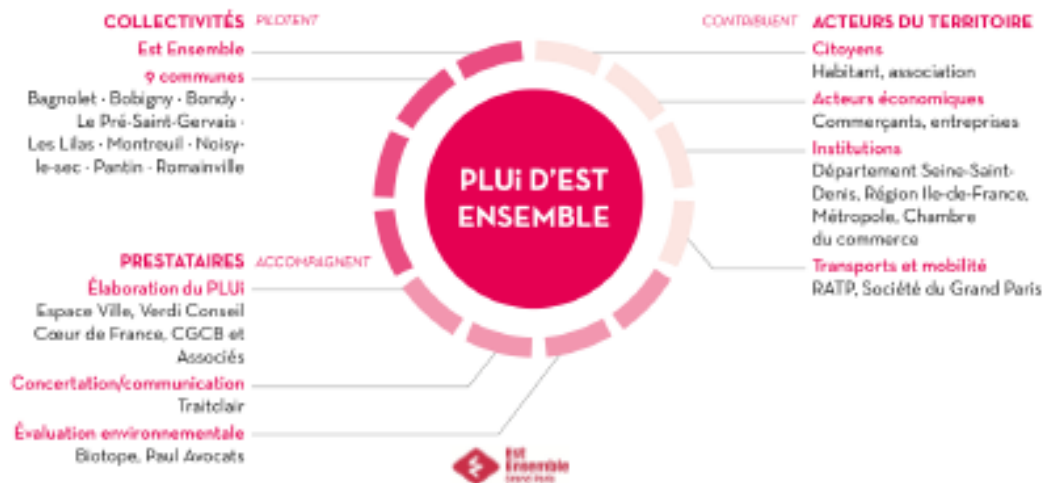 COLLECTIVITÉS PILOTENT
Est Ensemble
9 communes
Bagnolet · Bobigny · Bondy ·
Le Pré-Saint-Gervais ·
Les Lilas · Montreuil · Noisy-
le-sec · Pantin · Romainville
PRESTATAIRES ACCOMPAGNENT
Élaboration du PLUi
Espace Ville, Verdi Conseil
Cœur de France, CGCB et
Associés
Concertation/communication
Traitclair
Évaluation environnementale
Biotope, Paul Avocats
PLUi D'EST
ENSEMBLE
CONTRIBUENT ACTEURS DU TERRITOIRE
Citoyens
Habitant, association
Acteurs économiques
Commerçants, entreprises
Institutions
Département Seine-Saint-
Denis, Région Ile-de-France,
Métropole, Chambre
du commerce
Transports et mobilité
RATP, Société du Grand Paris
Est
Ensemble
Grand Paris